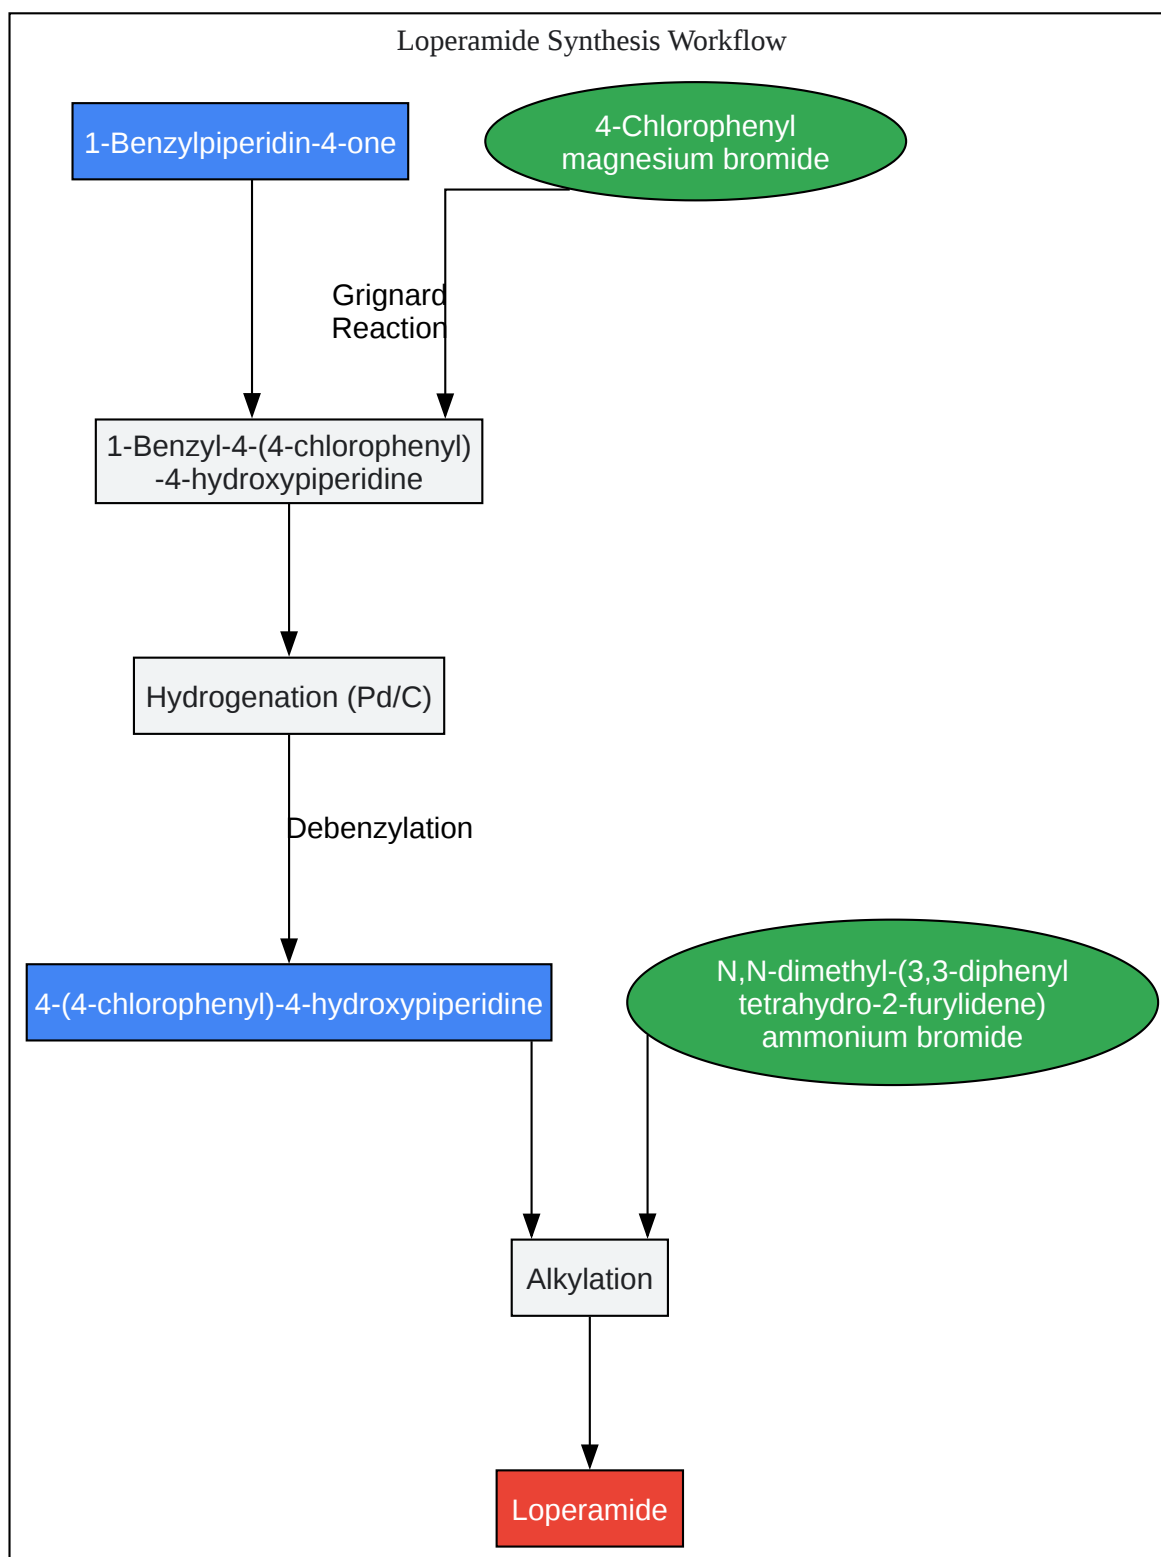 Loperamide Synthesis Workflow
1-Benzylpiperidin-4-one
4-Chlorophenyl
magnesium bromide
Grignard
Reaction
1-Benzyl-4-(4-chlorophenyl)
-4-hydroxypiperidine
Hydrogenation (Pd/C)
Debenzylation
4-(4-chlorophenyl)-4-hydroxypiperidine
N,N-dimethyl-(3,3-diphenyl
tetrahydro-2-furylidene)
ammonium bromide
Alkylation
Loperamide